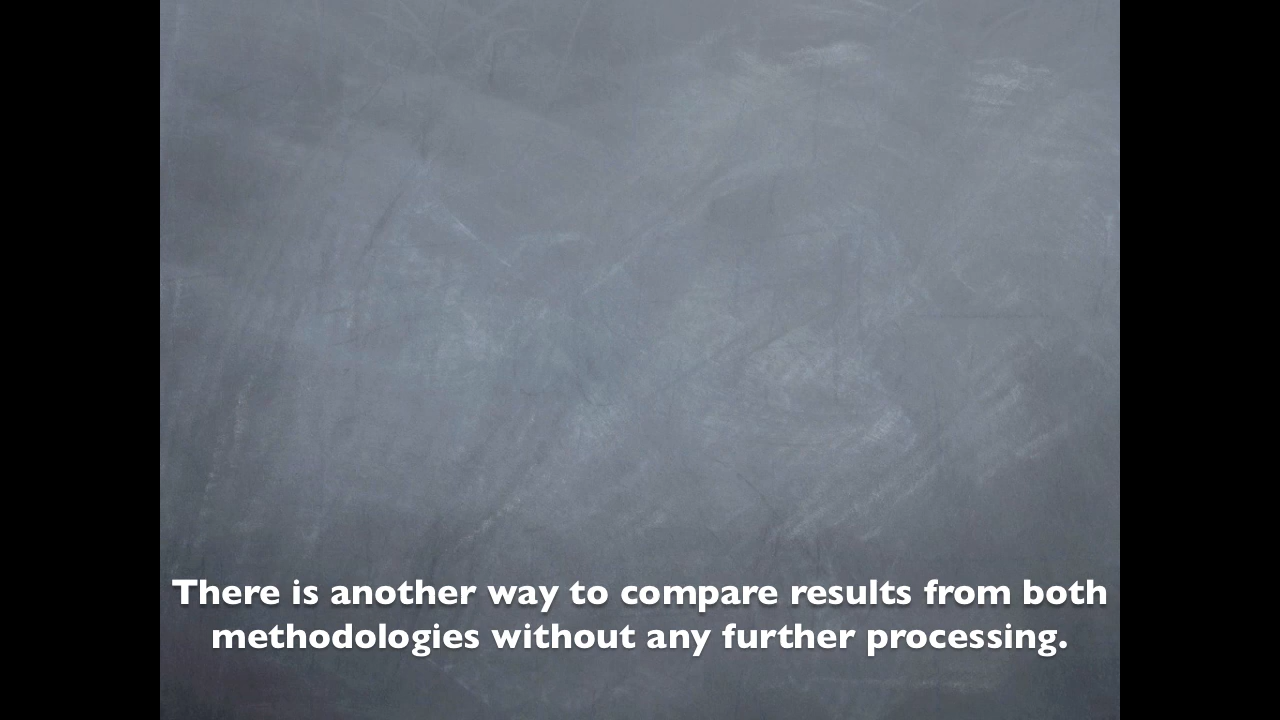 There is another way to compare results from both
methodologies without any further processing.